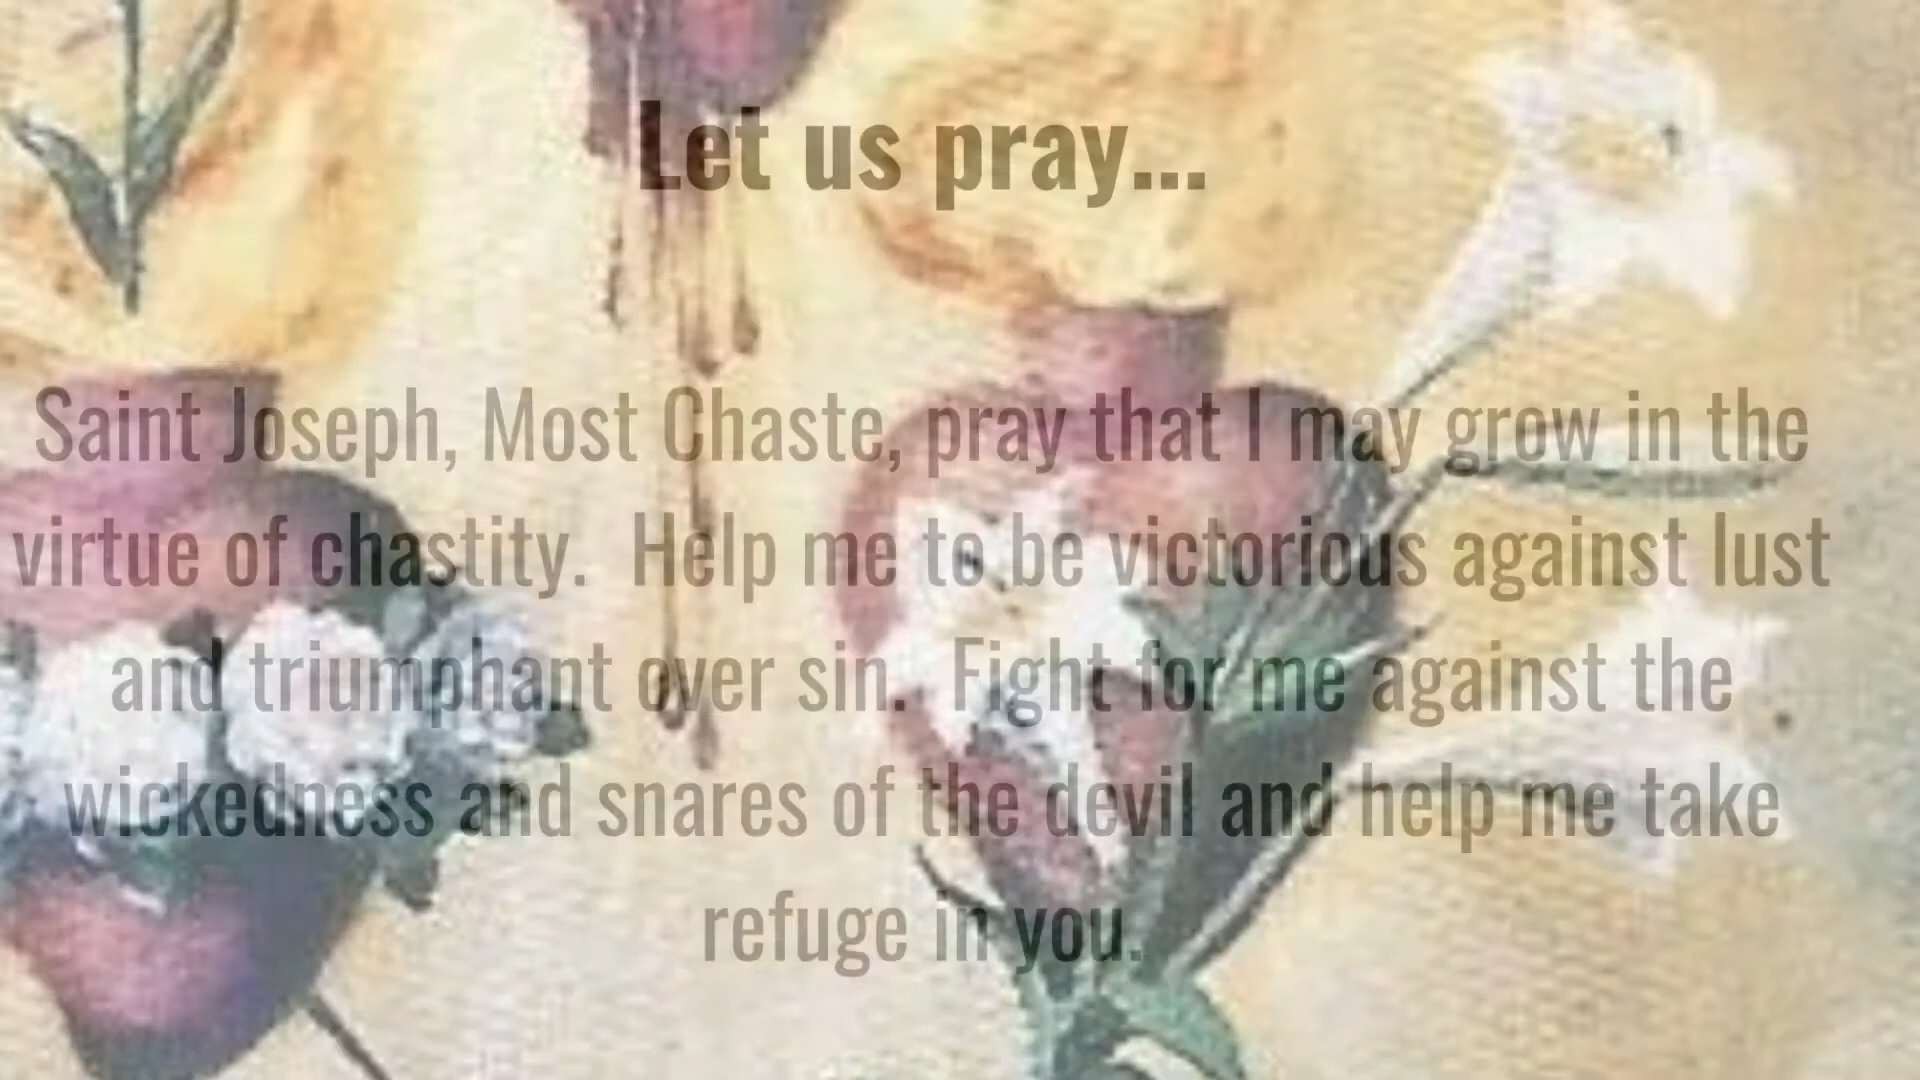 Let us pray...
Saint Joseph, Most Chaste, pray that I may grow in the
virtue of chastity.  Help me to be victorious against lust
and triumphant over sin.  Fight for me against the
wickedness and snares of the devil and help me take
refuge in you.